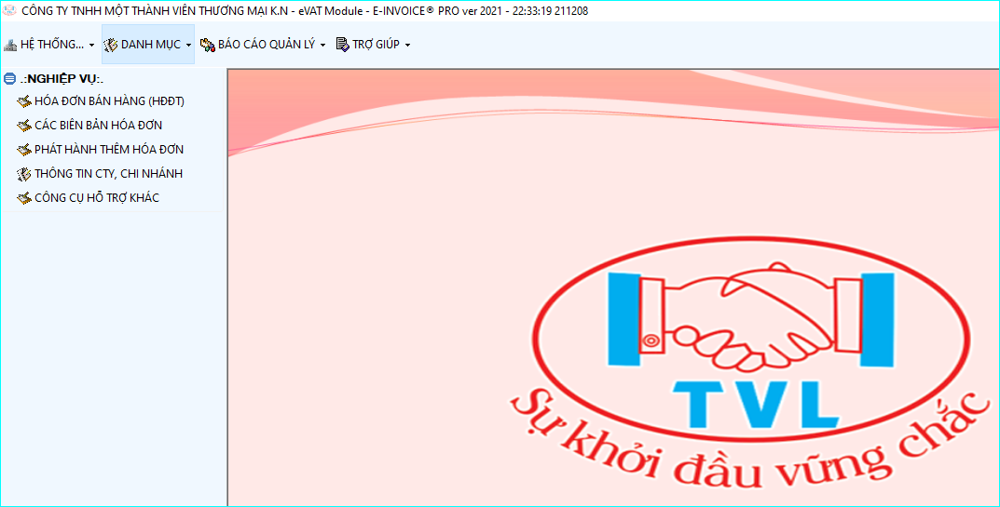 CÔNG TY TNHH MỘT THÀNH VIÊN THƯƠNG MẠI K.N - eVAT Module - E-INVOICE® PRO ver 2021 - 22:33:19 211208
HỆ THỐNG... DANH MỤC BÁO CÁO QUẢN LÝ TRỢ GIÚP
.:NGHIỆP VỤ:.
HÓA ĐƠN BÁN HÀNG (HĐĐT)
CÁC BIÊN BẢN HÓA ĐƠN
PHÁT HÀNH THÊM HÓA ĐƠN
THÔNG TIN CTY, CHI NHÁNH
CÔNG CỤ HỖ TRỢ KHÁC
TVL
Sự khởi đầu vững chắc